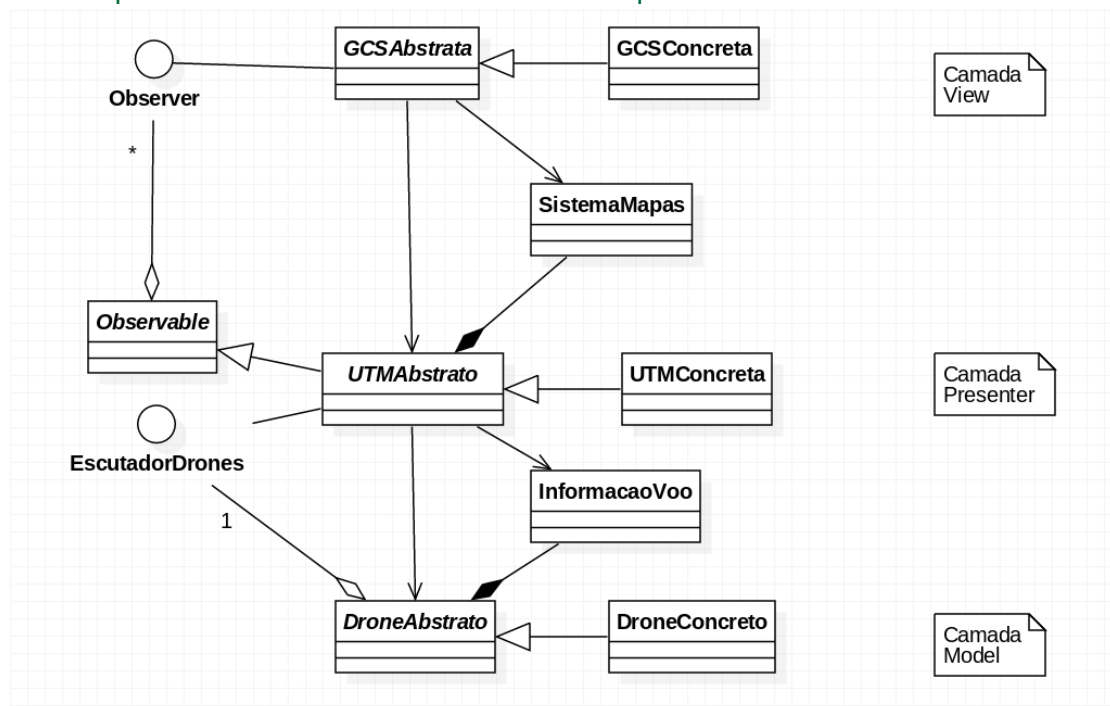 GCSAbstrata
GCSConcreta
Camada
View
Observer
*
SistemaMapas
Observable
UTMAbstrato
UTMConcreta
Camada
Presenter
EscutadorDrones
1
InformacaoVoo
DroneAbstrato
DroneConcreto
Camada
Model